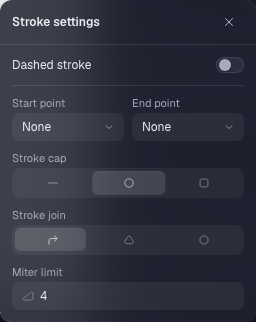 Stroke settings
Dashed stroke
Start point End point
None None
Stroke cap
Stroke join
Miter limit
4